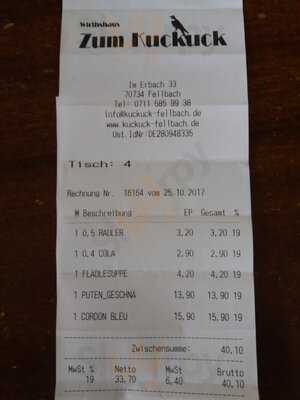 Wirthshaus
Zum Kuckuck
Im Erbach 33
70734 Fellbach
Tel: 0711 585 99 38
info@kuckuck-fellbach.de
www.kuckuck-fellbach.de
Ust.IdNr:DE280948335
Tisch: 4
Rechnung Nr. 16164 vom 25.10.2017
M Beschreibung EP Gesamt %
1 0,5 RADLER 3,20 3,20 19
1 0,4 COLA 2,90 2,90 19
1 FLÄDLESUPPE 4,20 4,20 19
1 PUTEN_GESCHNA 13,90 13,90 19
1 CORDON BLEU 15,90 15,90 19
Zwischensumme: 40,10
MwSt % Netto MwSt Brutto
19 33,70 6,40 40,10